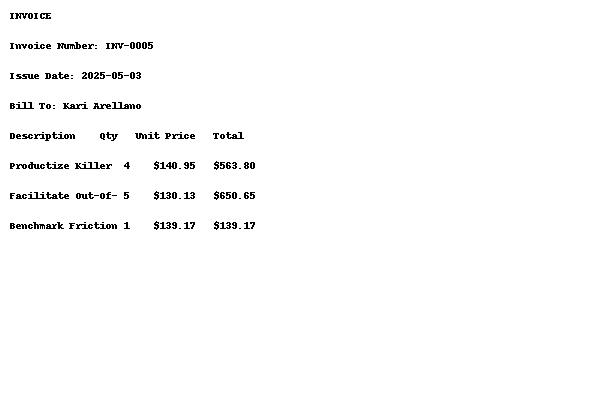 INVOICE
Invoice Number: INV-0005
Issue Date: 2025-05-03
Bill To: Kari Arellano
Description    Qty   Unit Price   Total
Productize Killer  4    $140.95   $563.80
Facilitate Out-Of- 5    $130.13   $650.65
Benchmark Friction 1    $139.17   $139.17